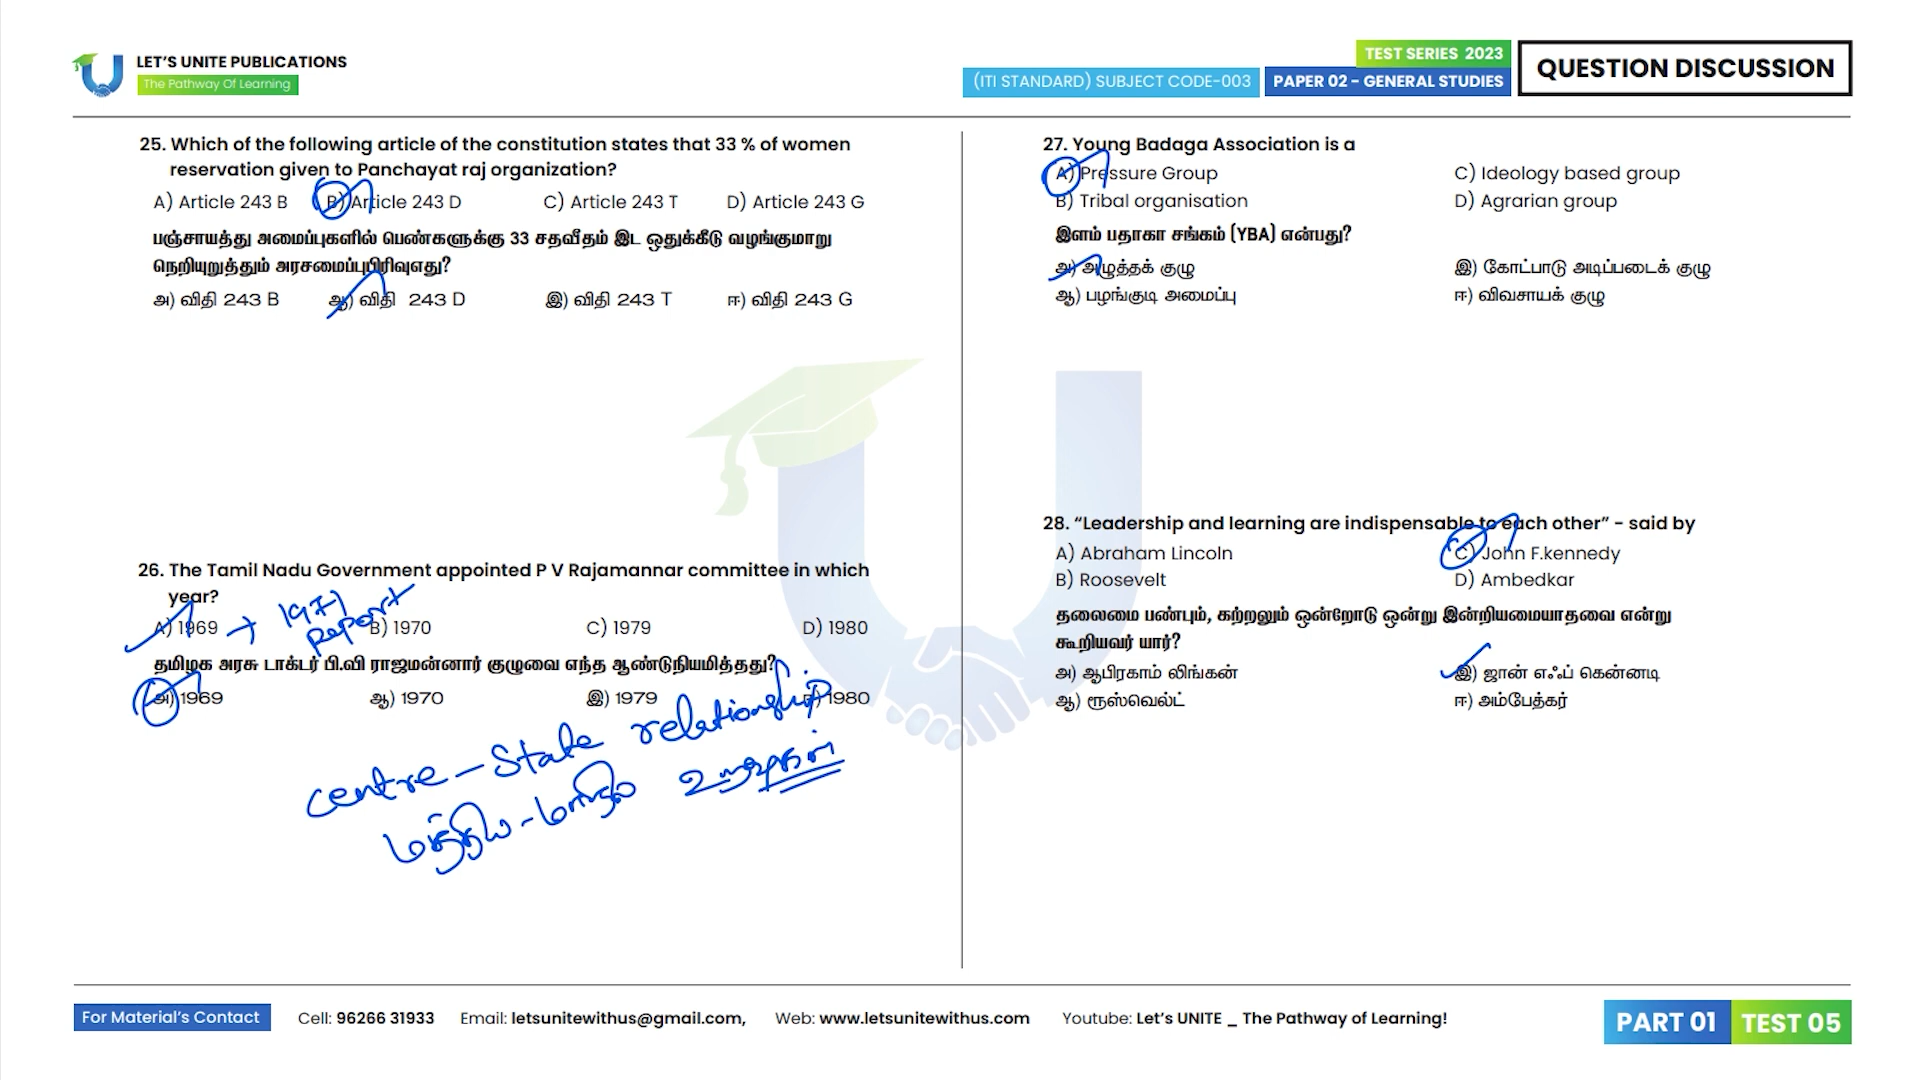 LET'S UNITE PUBLICATIONS
The Pathway Of Learning
TEST SERIES 2023
(ITI STANDARD) SUBJECT CODE-003
PAPER 02 - GENERAL STUDIES
QUESTION DISCUSSION
25. Which of the following article of the constitution states that 33 % of women
reservation given to Panchayat raj organization?
A) Article 243 B B) Article 243 D C) Article 243 T D) Article 243 G
பஞ்சாயத்து அமைப்புகளில் பெண்களுக்கு 33 சதவீதம் இட ஒதுக்கீடு வழங்குமாறு
நெறியுறுத்தும் அரசமைப்புபிரிவுஎது?
அ) விதி 243 B ஆ) விதி 243 D இ) விதி 243 T ஈ) விதி 243 G
26. The Tamil Nadu Government appointed P V Rajamannar committee in which
year?
1971
report
A) 1969 B) 1970 C) 1979 D) 1980
தமிழக அரசு டாக்டர் பி.வி ராஜமன்னார் குழுவை எந்த ஆண்டுநியமித்தது?
அ) 1969 ஆ) 1970 இ) 1979 ஈ) 1980
centre - State relationship
மத்திய - மாநில உறவுகள்
27. Young Badaga Association is a
A) Pressure Group C) Ideology based group
B) Tribal organisation D) Agrarian group
இளம் பதாகா சங்கம் (YBA) என்பது?
அ) அழுத்தக் குழு இ) கோட்பாடு அடிப்படைக் குழு
ஆ) பழங்குடி அமைப்பு ஈ) விவசாயக் குழு
28. “Leadership and learning are indispensable to each other” - said by
A) Abraham Lincoln C) John F.kennedy
B) Roosevelt D) Ambedkar
தலைமை பண்பும், கற்றலும் ஒன்றோடு ஒன்று இன்றியமையாதவை என்று
கூறியவர் யார்?
அ) ஆபிரகாம் லிங்கன் இ) ஜான் எஃப் கென்னடி
ஆ) ரூஸ்வெல்ட் ஈ) அம்பேத்கர்
For Material's Contact Cell: 96266 31933 Email: letsunitewithus@gmail.com, Web: www.letsunitewithus.com Youtube: Let's UNITE _ The Pathway of Learning!
PART 01 TEST 05